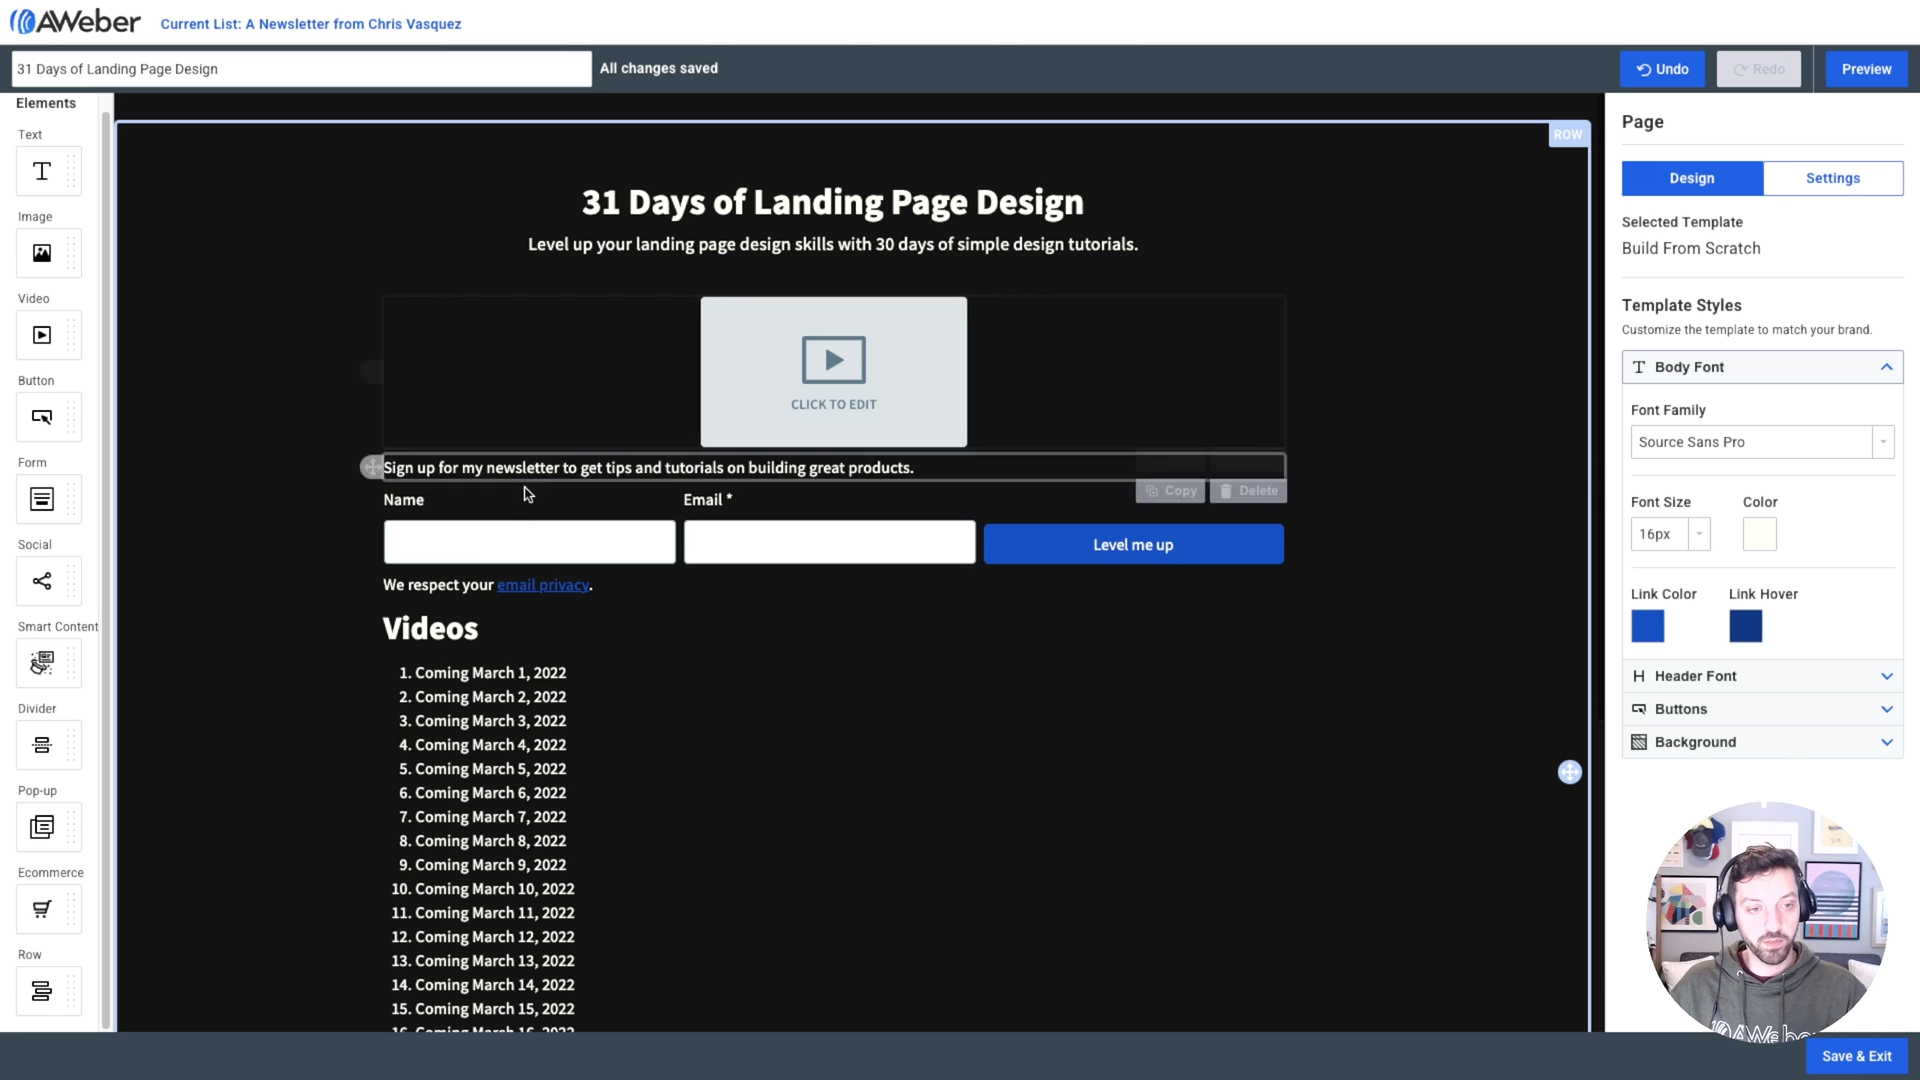 AWeber
Current List: A Newsletter from Chris Vasquez
31 Days of Landing Page Design
All changes saved
Undo
Redo
Preview
Elements
Text
Image
Video
Button
Form
Social
Smart Content
Divider
Pop-up
Ecommerce
Row
ROW
31 Days of Landing Page Design
Level up your landing page design skills with 30 days of simple design tutorials.
CLICK TO EDIT
Sign up for my newsletter to get tips and tutorials on building great products.
Copy
Delete
Name
Email *
Level me up
We respect your email privacy.
Videos
1. Coming March 1, 2022
2. Coming March 2, 2022
3. Coming March 3, 2022
4. Coming March 4, 2022
5. Coming March 5, 2022
6. Coming March 6, 2022
7. Coming March 7, 2022
8. Coming March 8, 2022
9. Coming March 9, 2022
10. Coming March 10, 2022
11. Coming March 11, 2022
12. Coming March 12, 2022
13. Coming March 13, 2022
14. Coming March 14, 2022
15. Coming March 15, 2022
16. Coming March 16, 2022
Page
Design
Settings
Selected Template
Build From Scratch
Template Styles
Customize the template to match your brand.
Body Font
Font Family
Source Sans Pro
Font Size
Color
16px
Link Color
Link Hover
Header Font
Buttons
Background
AWeber
Save & Exit